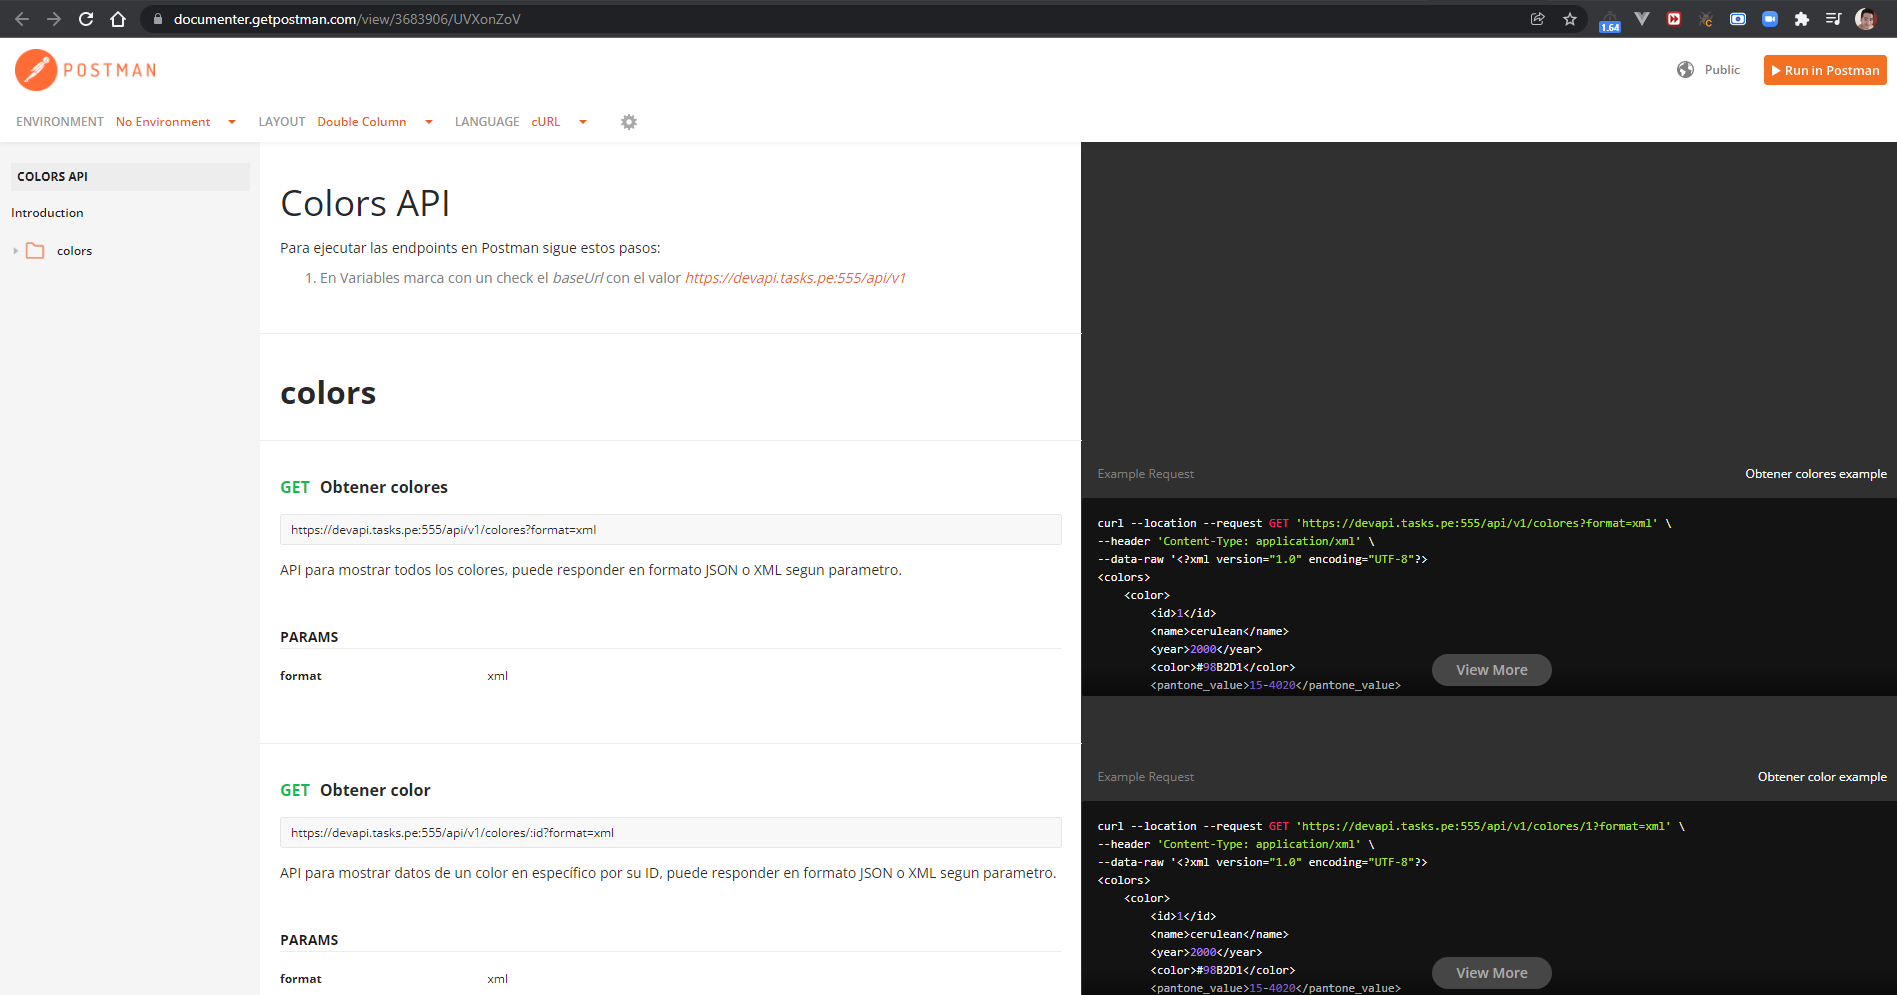 documenter.getpostman.com/view/3683906/UVXonZoV
1.64
POSTMAN
Public
Run in Postman
ENVIRONMENT No Environment LAYOUT Double Column LANGUAGE cURL
COLORS API
Introduction
colors
Colors API
Para ejecutar las endpoints en Postman sigue estos pasos:
1. En Variables marca con un check el baseUrl con el valor https://devapi.tasks.pe:555/api/v1
colors
GET Obtener colores
https://devapi.tasks.pe:555/api/v1/colores?format=xml
API para mostrar todos los colores, puede responder en formato JSON o XML segun parametro.
PARAMS
format xml
Example Request Obtener colores example
curl --location --request GET 'https://devapi.tasks.pe:555/api/v1/colores?format=xml' \
--header 'Content-Type: application/xml' \
--data-raw '<?xml version="1.0" encoding="UTF-8"?>
<colors>
<color>
<id>1</id>
<name>cerulean</name>
<year>2000</year>
<color>#98B2D1</color>
<pantone_value>15-4020</pantone_value>
View More
GET Obtener color
https://devapi.tasks.pe:555/api/v1/colores/:id?format=xml
API para mostrar datos de un color en específico por su ID, puede responder en formato JSON o XML segun parametro.
PARAMS
format xml
Example Request Obtener color example
curl --location --request GET 'https://devapi.tasks.pe:555/api/v1/colores/1?format=xml' \
--header 'Content-Type: application/xml' \
--data-raw '<?xml version="1.0" encoding="UTF-8"?>
<colors>
<color>
<id>1</id>
<name>cerulean</name>
<year>2000</year>
<color>#98B2D1</color>
<pantone_value>15-4020</pantone_value>
View More